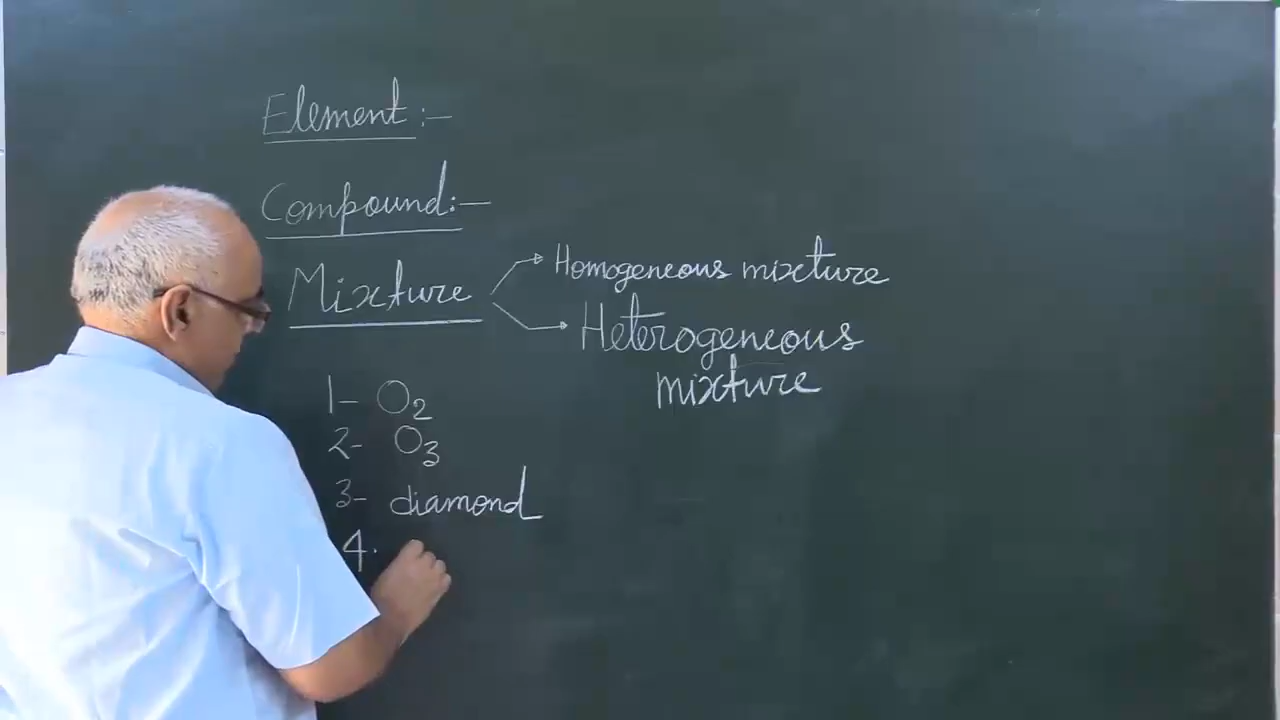 Element:-
Compound:-
Mixture
Homogeneous mixture
Heterogeneous
mixture
1- O₂
2- O₃
3- diamond
4.